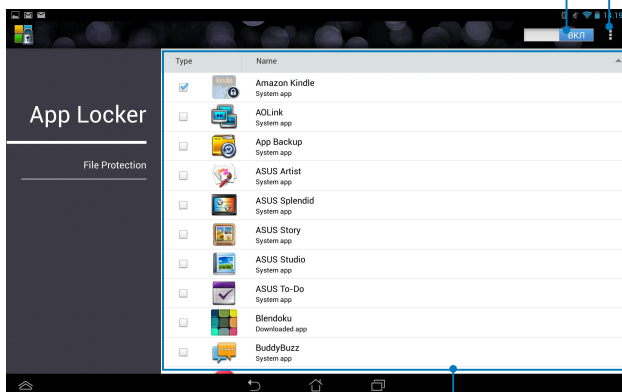 14:19
ВКЛ
App Locker
File Protection
Type Name
Amazon Kindle
System app
AOLink
System app
App Backup
System app
ASUS Artist
System app
ASUS Splendid
System app
ASUS Story
System app
ASUS Studio
System app
ASUS To-Do
System app
Blendoku
Downloaded app
BuddyBuzz
System app